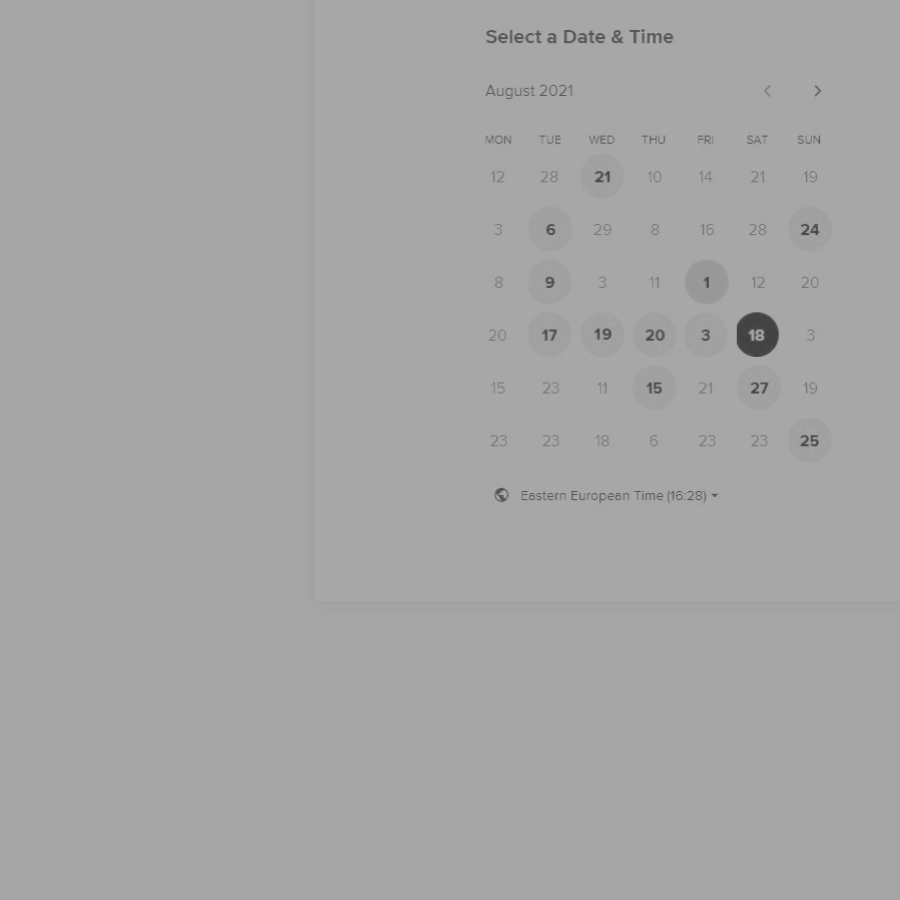 Select a Date & Time
August 2021
MON TUE WED THU FRI SAT SUN
12 28 21 10 14 21 19
3 6 29 8 16 28 24
8 9 3 11 1 12 20
20 17 19 20 3 18 3
15 23 11 15 21 27 19
23 23 18 6 23 23 25
Eastern European Time (16:28)